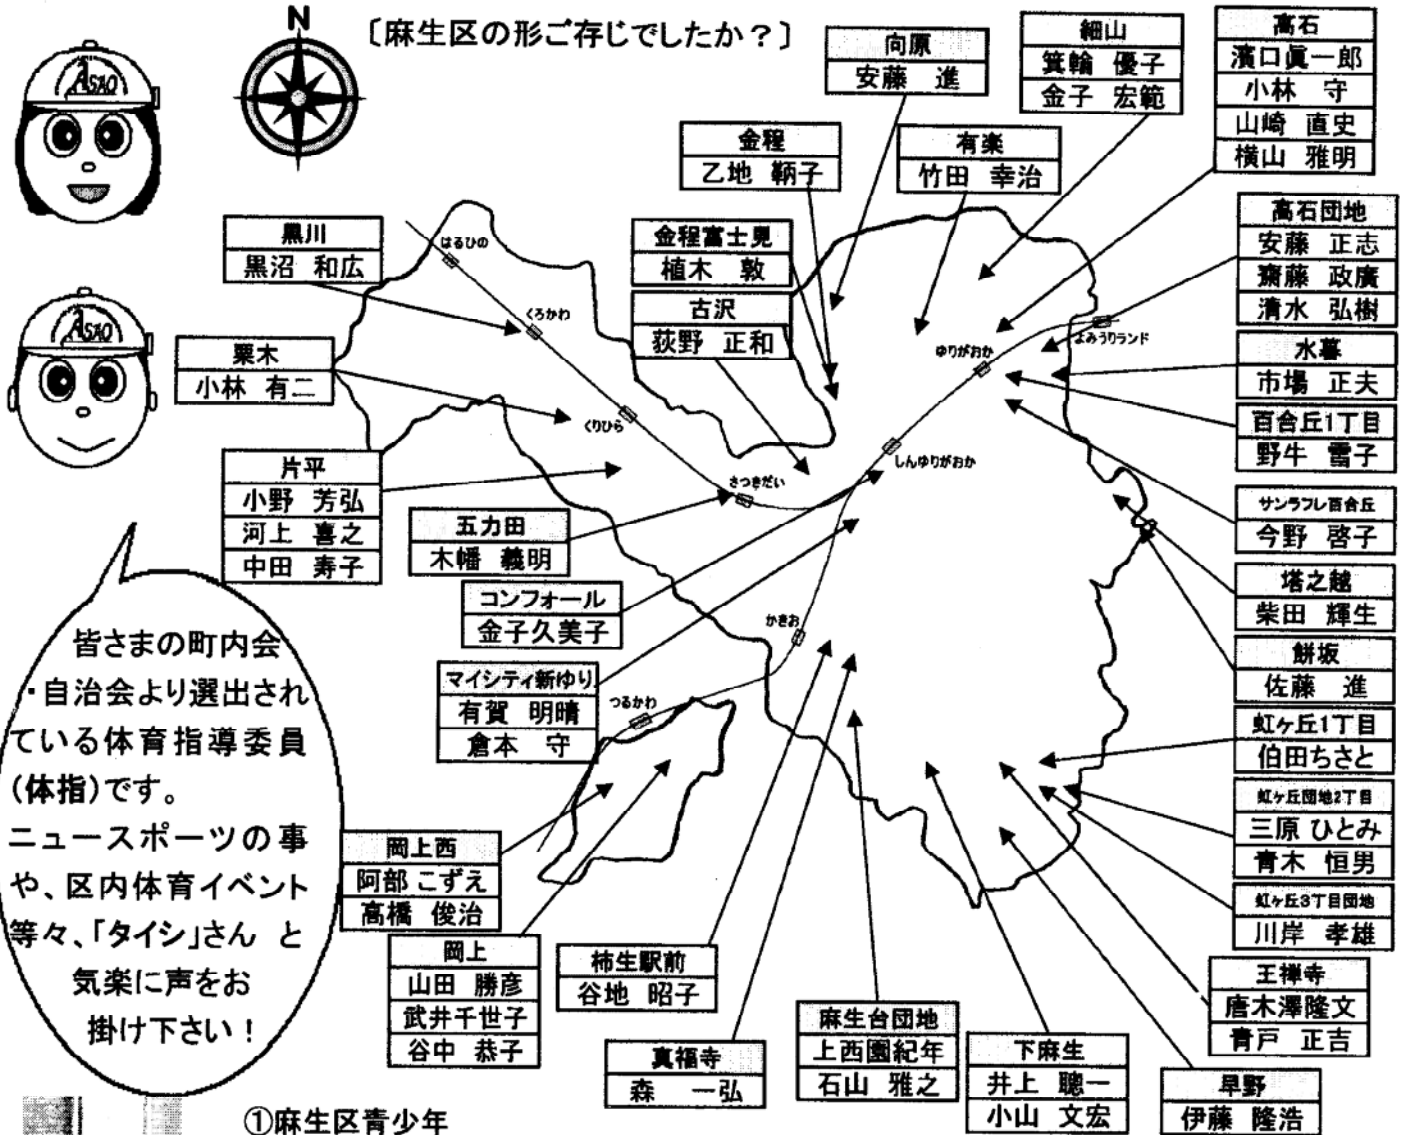 N
〔麻生区の形ご存じでしたか？〕
ASAO
ASAO
向原
安藤 進
細山
箕輪 優子
金子 宏範
高石
濱口眞一郎
小林 守
山崎 直史
横山 雅明
金程
乙地 鞆子
有楽
竹田 幸治
黒川
黒沼 和広
金程富士見
植木 敦
古沢
荻野 正和
高石団地
安藤 正志
齋藤 政廣
清水 弘樹
栗木
小林 有二
水暮
市場 正夫
百合丘1丁目
野牛 雪子
片平
小野 芳弘
河上 喜之
中田 寿子
五力田
木幡 義明
サンラフレ百合丘
今野 啓子
コンフォール
金子久美子
塔之越
柴田 輝生
餅坂
佐藤 進
マイシティ新ゆり
有賀 明晴
倉本 守
虹ヶ丘1丁目
伯田ちさと
虹ヶ丘団地2丁目
三原 ひとみ
青木 恒男
虹ヶ丘3丁目団地
川岸 孝雄
岡上西
阿部 こずえ
高橋 俊治
岡上
山田 勝彦
武井千世子
谷中 恭子
柿生駅前
谷地 昭子
真福寺
森 一弘
麻生台団地
上西園紀年
石山 雅之
下麻生
井上 聰一
小山 文宏
王禅寺
唐木澤隆文
青戸 正吉
早野
伊藤 隆浩
はるひの
くろかわ
くりひら
さつきだい
しんゆりがおか
ゆりがおか
よみうりランド
かきお
つるかわ
皆さまの町内会
・自治会より選出され
ている体育指導委員
(体指)です。
ニュースポーツの事
や、区内体育イベント
等々、「タイシ」さん と
気楽に声をお
掛け下さい！
①麻生区青少年